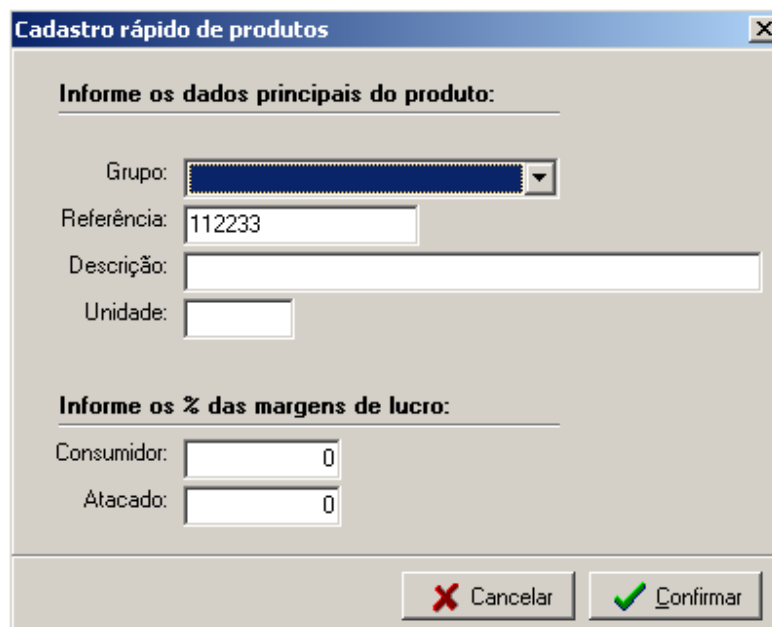 Cadastro rápido de produtos
Informe os dados principais do produto:
Grupo:
Referência: 112233
Descrição:
Unidade:
Informe os % das margens de lucro:
Consumidor: 0
Atacado: 0
Cancelar Confirmar